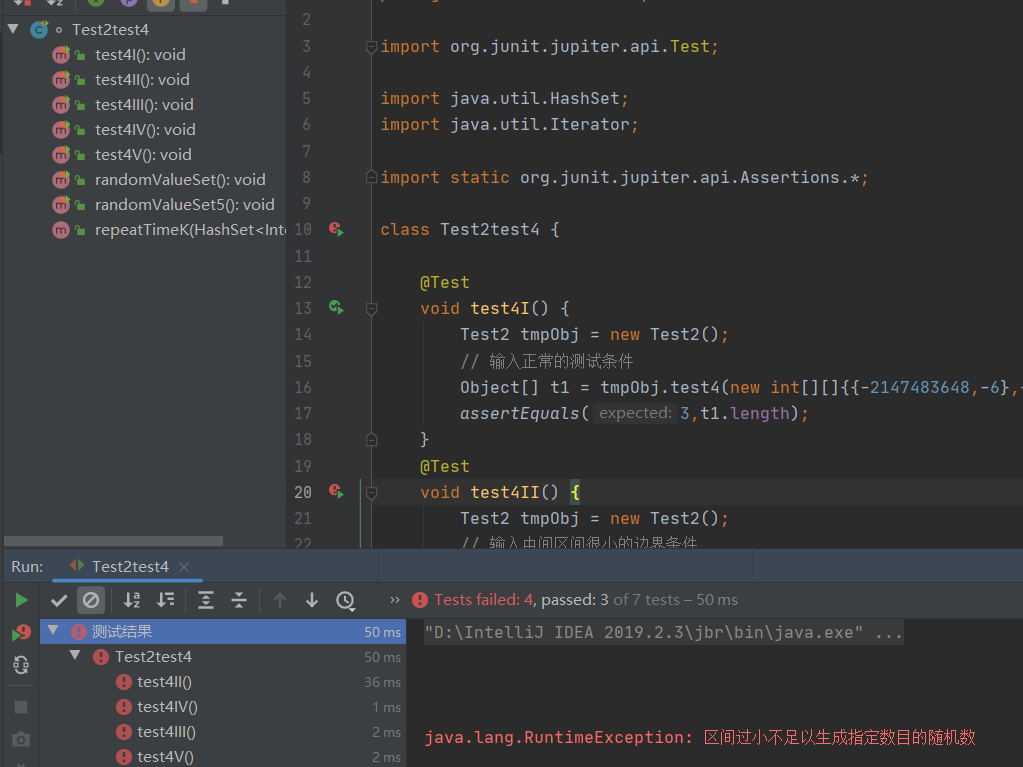 Test2test4
test4I(): void
test4II(): void
test4III(): void
test4IV(): void
test4V(): void
randomValueSet(): void
randomValueSet5(): void
repeatTimeK(HashSet<Inte
2
3 import org.junit.jupiter.api.Test;
4
5 import java.util.HashSet;
6 import java.util.Iterator;
7
8 import static org.junit.jupiter.api.Assertions.*;
9
10 class Test2test4 {
11
12 @Test
13 void test4I() {
14 Test2 tmpObj = new Test2();
15 // 输入正常的测试条件
16 Object[] t1 = tmpObj.test4(new int[][]{{-2147483648,-6},
17 assertEquals( expected: 3,t1.length);
18 }
19 @Test
20 void test4II() {
21 Test2 tmpObj = new Test2();
22 // 输入中间区间很小的边界条件
Run: Test2test4
Tests failed: 4, passed: 3 of 7 tests – 50 ms
测试结果 50 ms
Test2test4 50 ms
test4II() 36 ms
test4IV() 1 ms
test4III() 2 ms
test4V() 2 ms
"D:\IntelliJ IDEA 2019.2.3\jbr\bin\java.exe" ...
java.lang.RuntimeException: 区间过小不足以生成指定数目的随机数